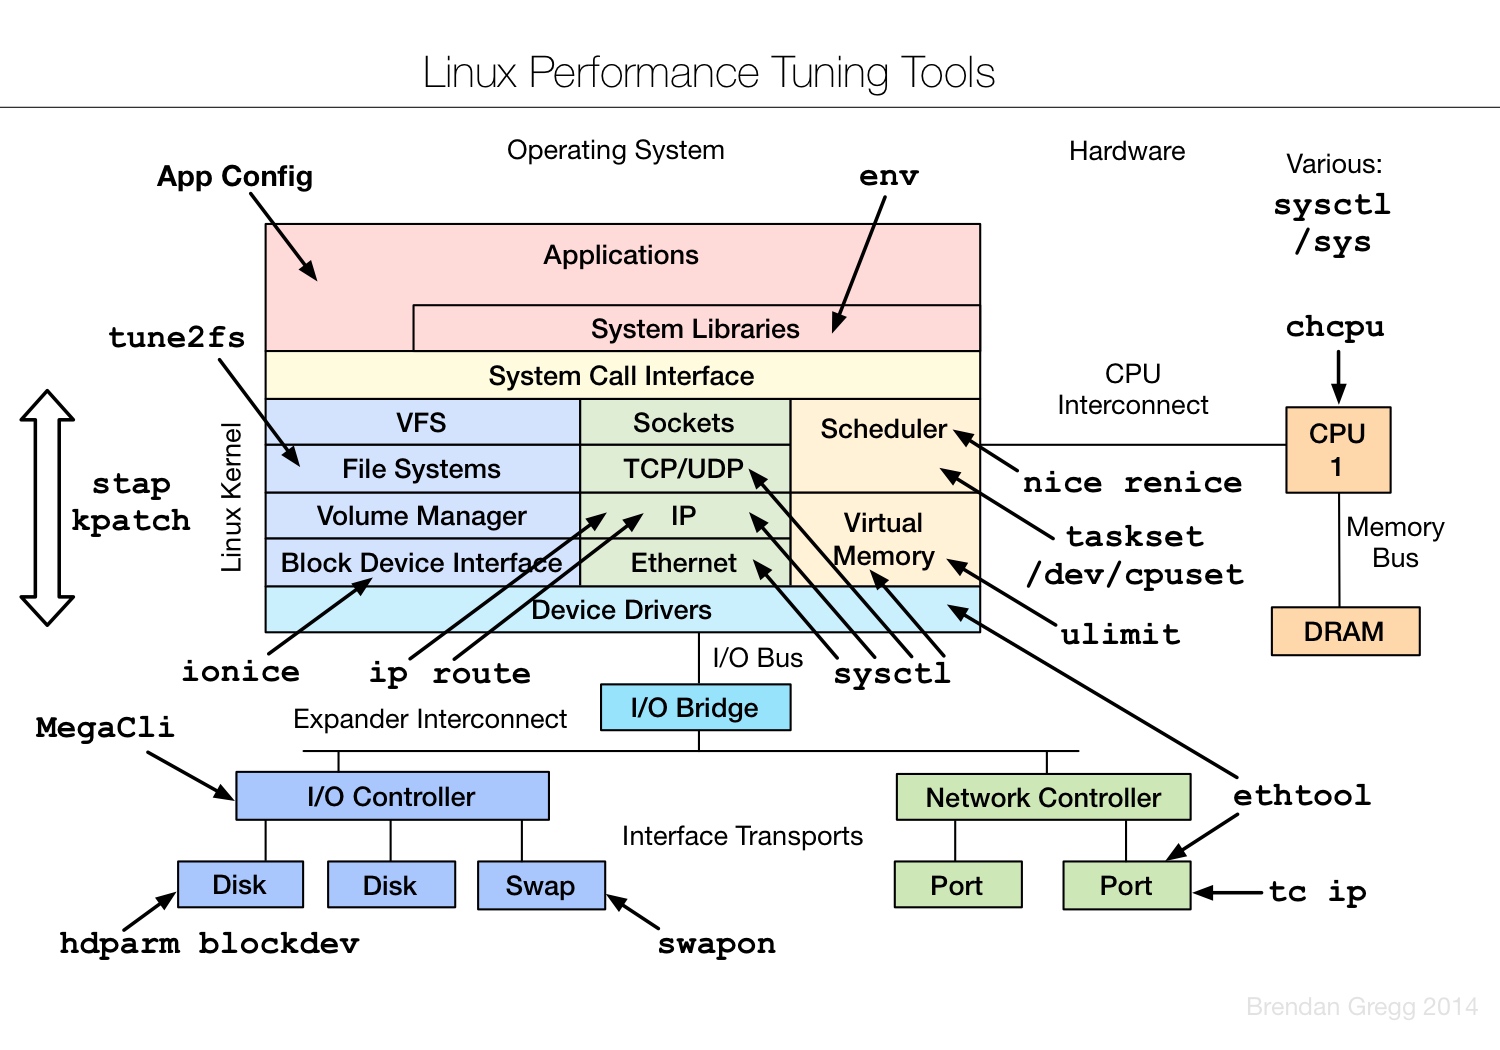 Linux Performance Tuning Tools
Operating System
Hardware
Various:
sysctl
/sys
App Config
env
Applications
System Libraries
tune2fs
System Call Interface
chcpu
CPU
Interconnect
Linux Kernel
VFS
Sockets
Scheduler
CPU
1
File Systems
TCP/UDP
stap
kpatch
nice renice
Volume Manager
IP
Virtual
Memory
taskset
/dev/cpuset
Memory
Bus
Block Device Interface
Ethernet
Device Drivers
ulimit
DRAM
ionice
ip route
I/O Bus
sysctl
MegaCli
Expander Interconnect
I/O Bridge
I/O Controller
Network Controller
ethtool
Interface Transports
Disk
Disk
Swap
Port
Port
tc ip
hdparm blockdev
swapon
Brendan Gregg 2014